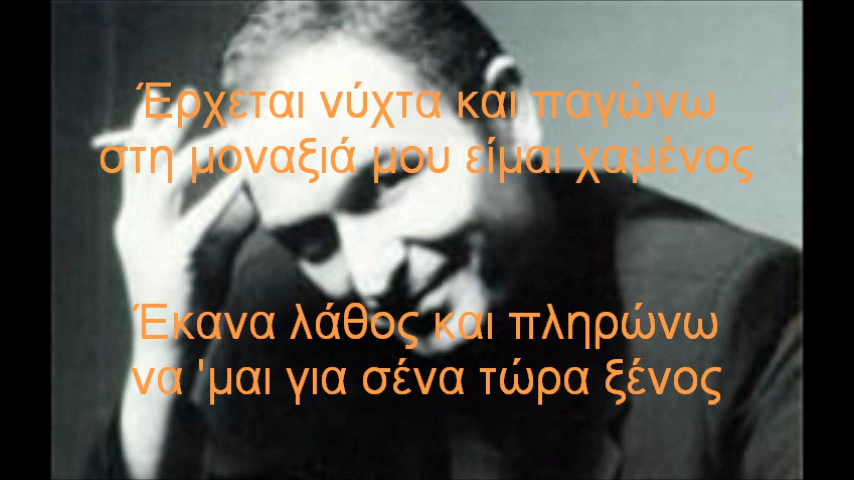 Έρχεται νύχτα και παγώνω
στη μοναξιά μου είμαι χαμένος
Έκανα λάθος και πληρώνω
να 'μαι για σένα τώρα ξένος